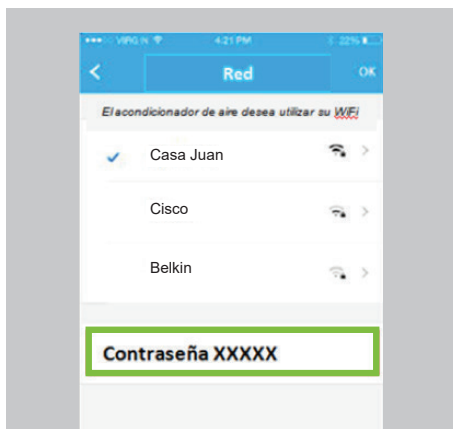 VIRGIN 4:21 PM 22%
Red OK
El acondicionador de aire desea utilizar su WiFi
Casa Juan
Cisco
Belkin
Contraseña XXXXX